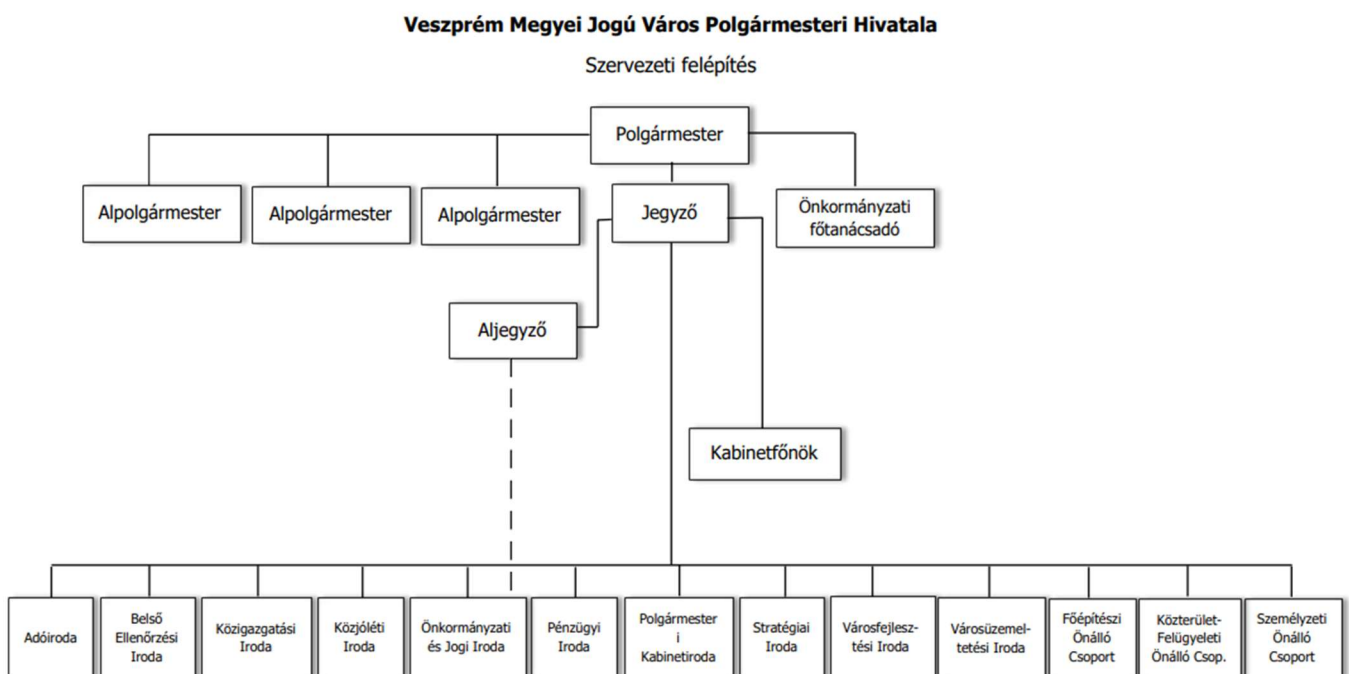 Veszprém Megyei Jogú Város Polgármesteri Hivatala
Szervezeti felépítés
Polgármester
Alpolgármester
Alpolgármester
Alpolgármester
Jegyző
Önkormányzati
főtanácsadó
Aljegyző
Kabinetfőnök
Adóiroda
Belső
Ellenőrzési
Iroda
Közigazgatási
Iroda
Közjóléti
Iroda
Önkormányzati
és Jogi Iroda
Pénzügyi
Iroda
Polgármester
i
Kabinetiroda
Stratégiai
Iroda
Városfejlesz-
tési Iroda
Városüzemel-
tetési Iroda
Főépítészi
Önálló
Csoport
Közterület-
Felügyeleti
Önálló Csop.
Személyzeti
Önálló
Csoport